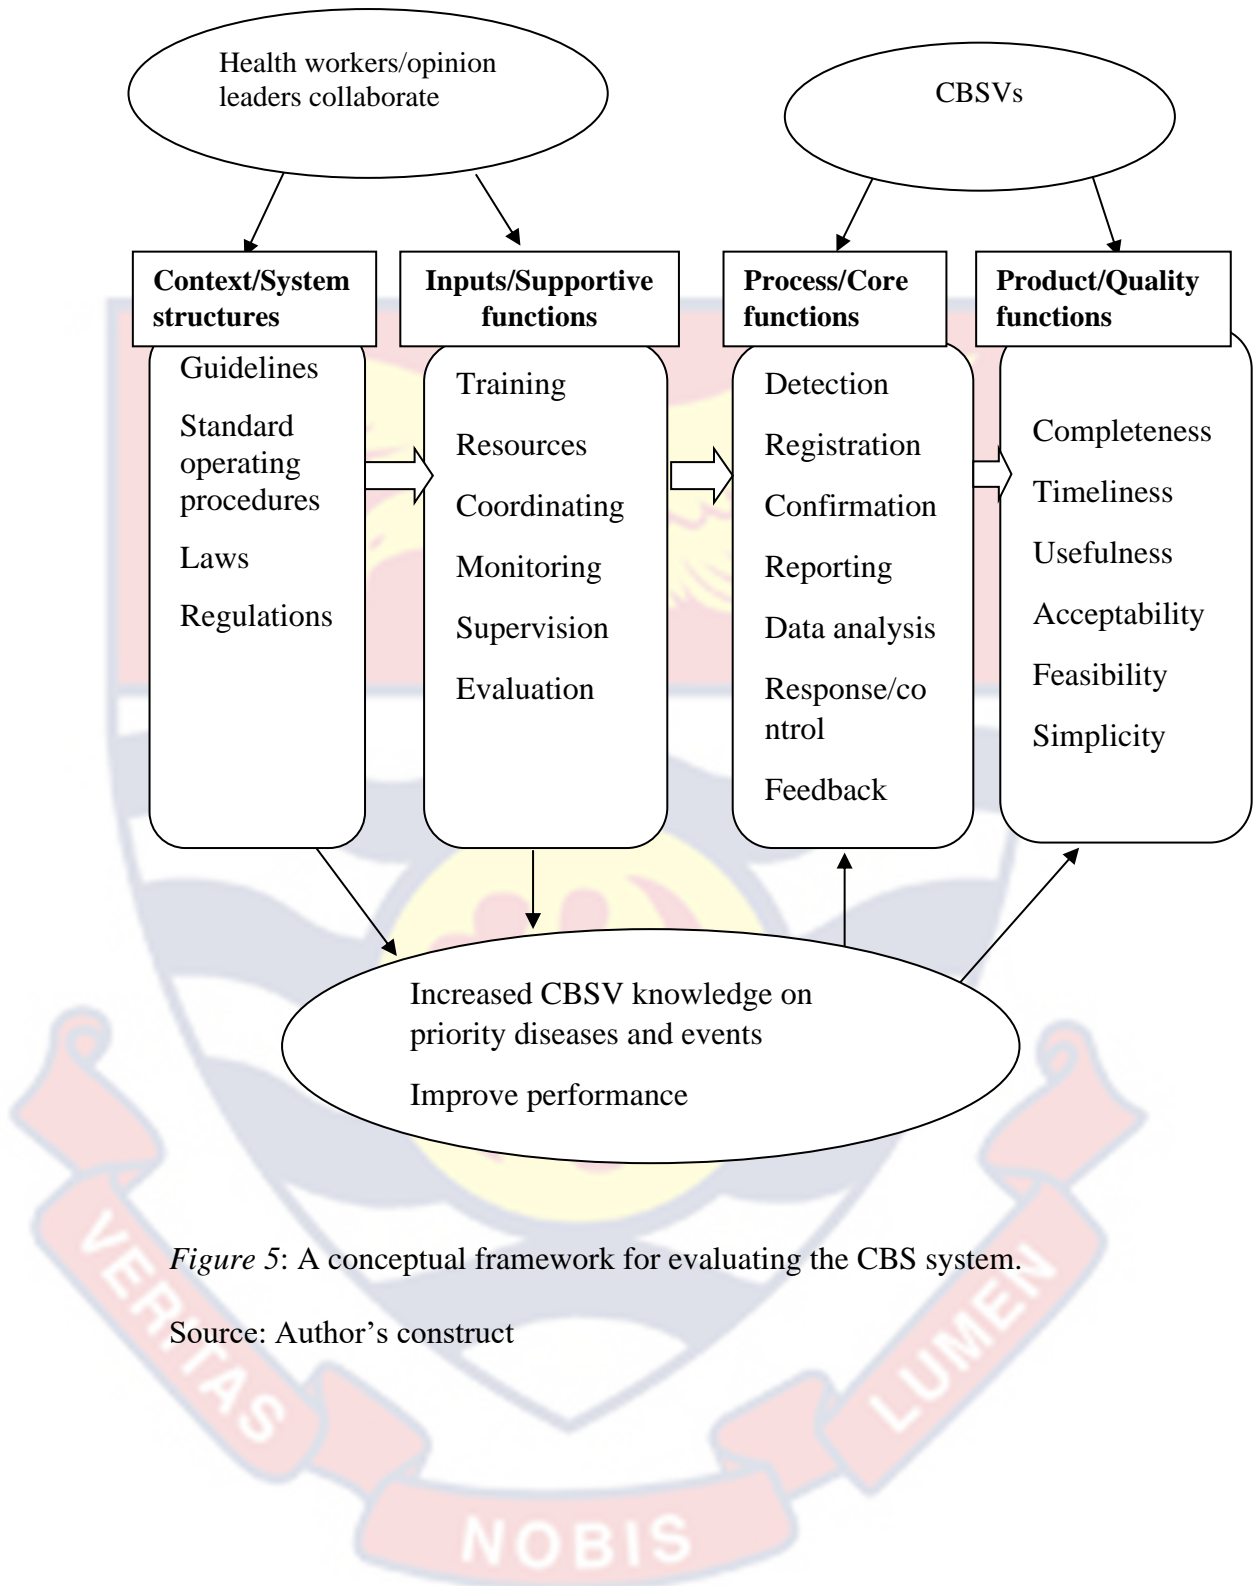 Health workers/opinion
leaders collaborate
CBSVs
Context/System
structures
Inputs/Supportive
functions
Process/Core
functions
Product/Quality
functions
Guidelines
Standard
operating
procedures
Laws
Regulations
Training
Resources
Coordinating
Monitoring
Supervision
Evaluation
Detection
Registration
Confirmation
Reporting
Data analysis
Response/co
ntrol
Feedback
Completeness
Timeliness
Usefulness
Acceptability
Feasibility
Simplicity
Increased CBSV knowledge on
priority diseases and events
Improve performance
Figure 5: A conceptual framework for evaluating the CBS system.
Source: Author’s construct
VERITAS
NOBIS
LUMEN